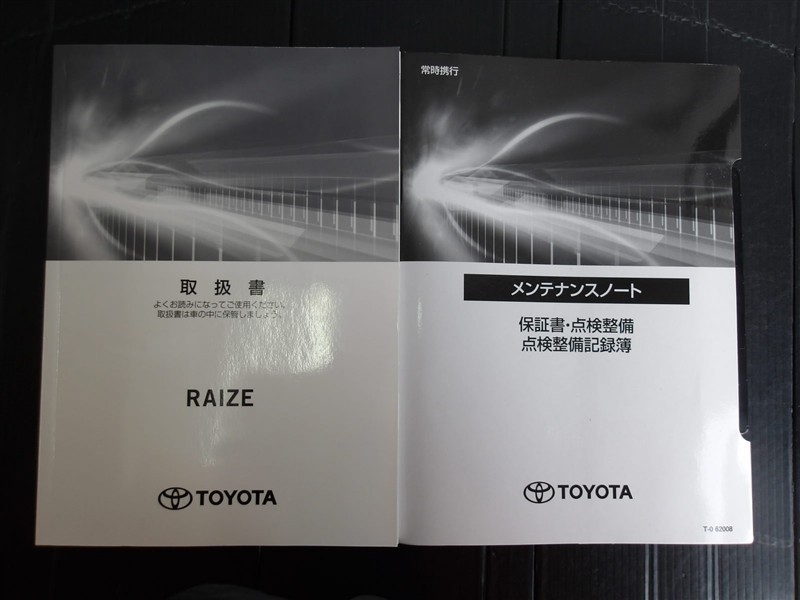 取扱書
よくお読みになってご使用ください。
取扱書は車の中に保管しましょう。
RAIZE
TOYOTA
常時携行
メンテナンスノート
保証書・点検整備
点検整備記録簿
TOYOTA
T-0 62008